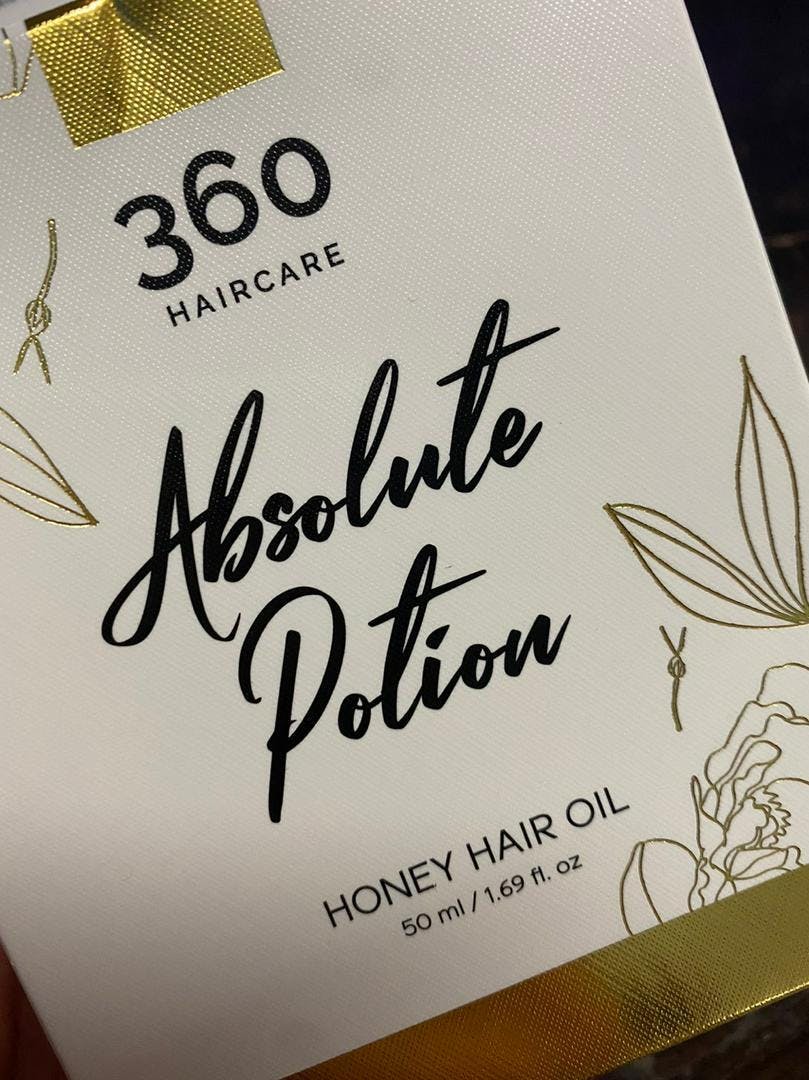 360
HAIRCARE
Absolute
Potion
HONEY HAIR OIL
50 ml / 1.69 fl. oz